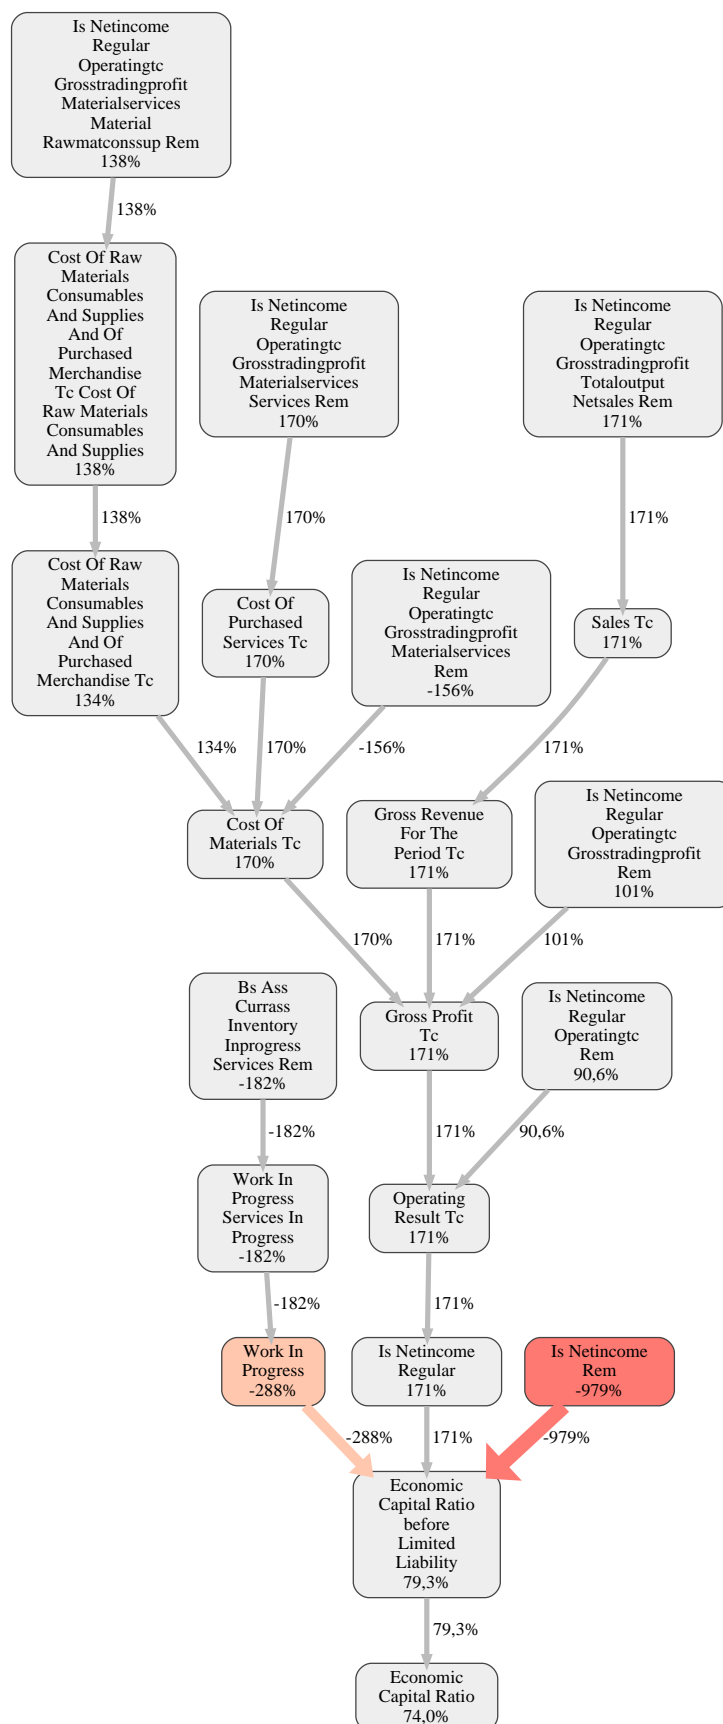 Is Netincome
Regular
Operatingtc
Grosstradingprofit
Materialservices
Material
Rawmatconssup Rem
138%
138%
Cost Of Raw
Materials
Consumables
And Supplies
And Of
Purchased
Merchandise
Tc Cost Of
Raw Materials
Consumables
And Supplies
138%
Is Netincome
Regular
Operatingtc
Grosstradingprofit
Materialservices
Services Rem
170%
Is Netincome
Regular
Operatingtc
Grosstradingprofit
Totaloutput
Netsales Rem
171%
138%
170%
171%
Cost Of Raw
Materials
Consumables
And Supplies
And Of
Purchased
Merchandise Tc
134%
Cost Of
Purchased
Services Tc
170%
Is Netincome
Regular
Operatingtc
Grosstradingprofit
Materialservices
Rem
-156%
Sales Tc
171%
134%
170%
-156%
171%
Cost Of
Materials Tc
170%
Gross Revenue
For The
Period Tc
171%
Is Netincome
Regular
Operatingtc
Grosstradingprofit
Rem
101%
170%
171%
101%
Bs Ass
Currass
Inventory
Inprogress
Services Rem
-182%
Gross Profit
Tc
171%
Is Netincome
Regular
Operatingtc
Rem
90,6%
-182%
171%
90,6%
Work In
Progress
Services In
Progress
-182%
Operating
Result Tc
171%
-182%
171%
Work In
Progress
-288%
Is Netincome
Regular
171%
Is Netincome
Rem
-979%
-288%
171%
-979%
Economic
Capital Ratio
before
Limited
Liability
79,3%
79,3%
Economic
Capital Ratio
74,0%